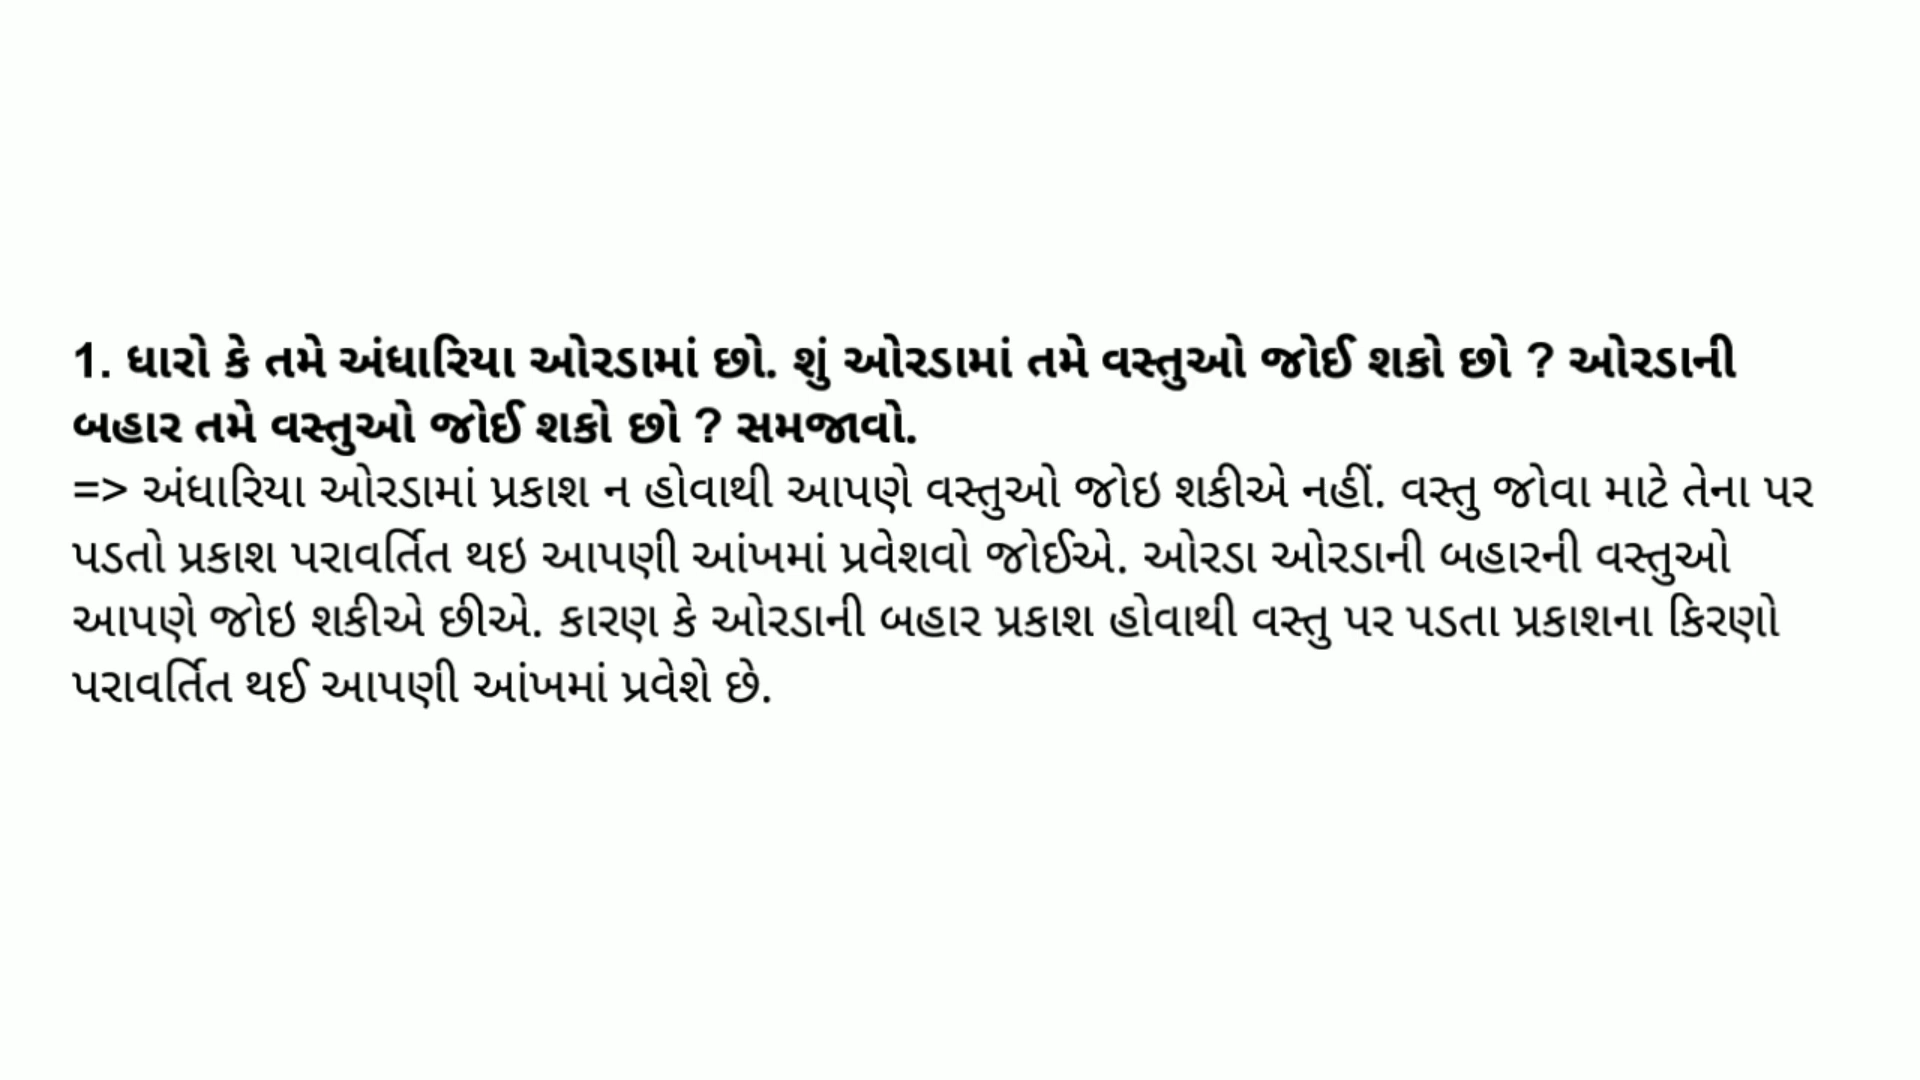 1. ધારો કે તમે અંધારિયા ઓરડામાં છો. શું ઓરડામાં તમે વસ્તુઓ જોઈ શકો છો ? ઓરડાની
બહાર તમે વસ્તુઓ જોઈ શકો છો ? સમજાવો.
=> અંધારિયા ઓરડામાં પ્રકાશ ન હોવાથી આપણે વસ્તુઓ જોઇ શકીએ નહીં. વસ્તુ જોવા માટે તેના પર
પડતો પ્રકાશ પરાવર્તિત થઇ આપણી આંખમાં પ્રવેશવો જોઈએ. ઓરડા ઓરડાની બહારની વસ્તુઓ
આપણે જોઇ શકીએ છીએ. કારણ કે ઓરડાની બહાર પ્રકાશ હોવાથી વસ્તુ પર પડતા પ્રકાશના કિરણો
પરાવર્તિત થઈ આપણી આંખમાં પ્રવેશે છે.